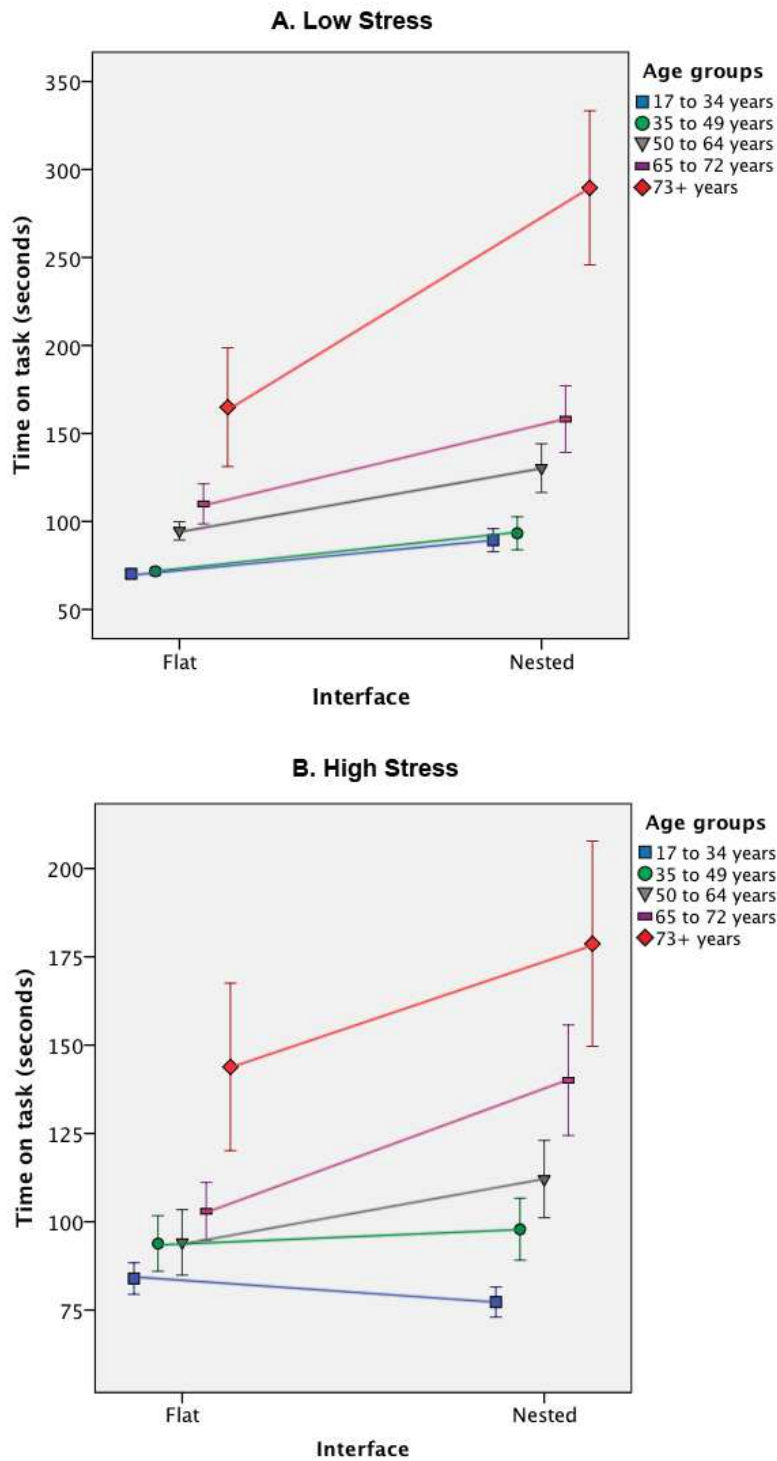 A. Low Stress
Age groups
17 to 34 years
35 to 49 years
50 to 64 years
65 to 72 years
73+ years
Time on task (seconds)
350
300
250
200
150
100
50
Flat
Nested
Interface
B. High Stress
Age groups
17 to 34 years
35 to 49 years
50 to 64 years
65 to 72 years
73+ years
Time on task (seconds)
200
175
150
125
100
75
Flat
Nested
Interface